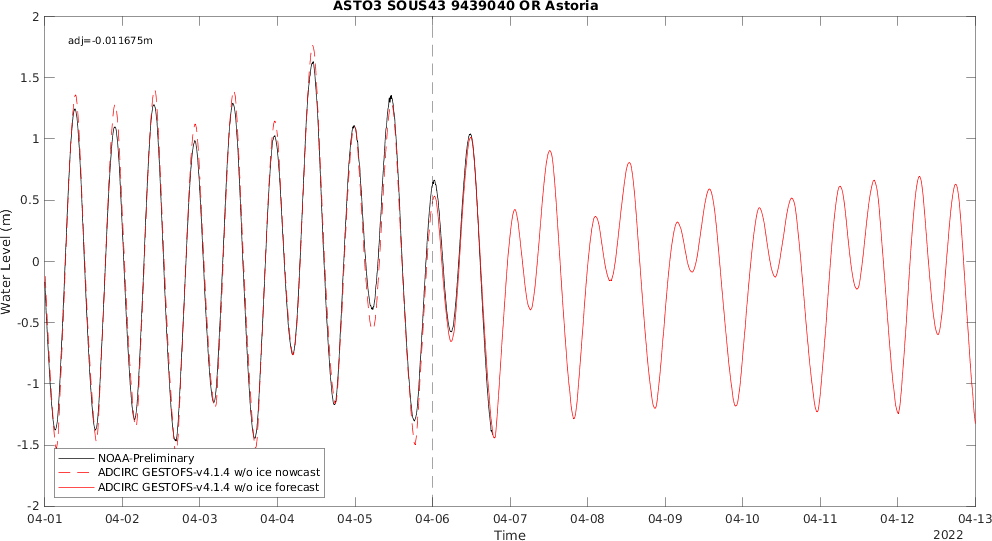 ASTO3 SOUS43 9439040 OR Astoria
adj=-0.011675m
2
1.5
1
0.5
0
-0.5
-1
-1.5
-2
Water Level (m)
NOAA-Preliminary
ADCIRC GESTOFS-v4.1.4 w/o ice nowcast
ADCIRC GESTOFS-v4.1.4 w/o ice forecast
04-01 04-02 04-03 04-04 04-05 04-06 04-07 04-08 04-09 04-10 04-11 04-12 04-13
Time
2022